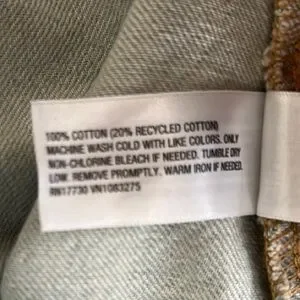 100% COTTON (20% RECYCLED COTTON)
MACHINE WASH COLD WITH LIKE COLORS. ONLY
NON-CHLORINE BLEACH IF NEEDED. TUMBLE DRY
LOW. REMOVE PROMPTLY. WARM IRON IF NEEDED.
RN17730 VN1083275